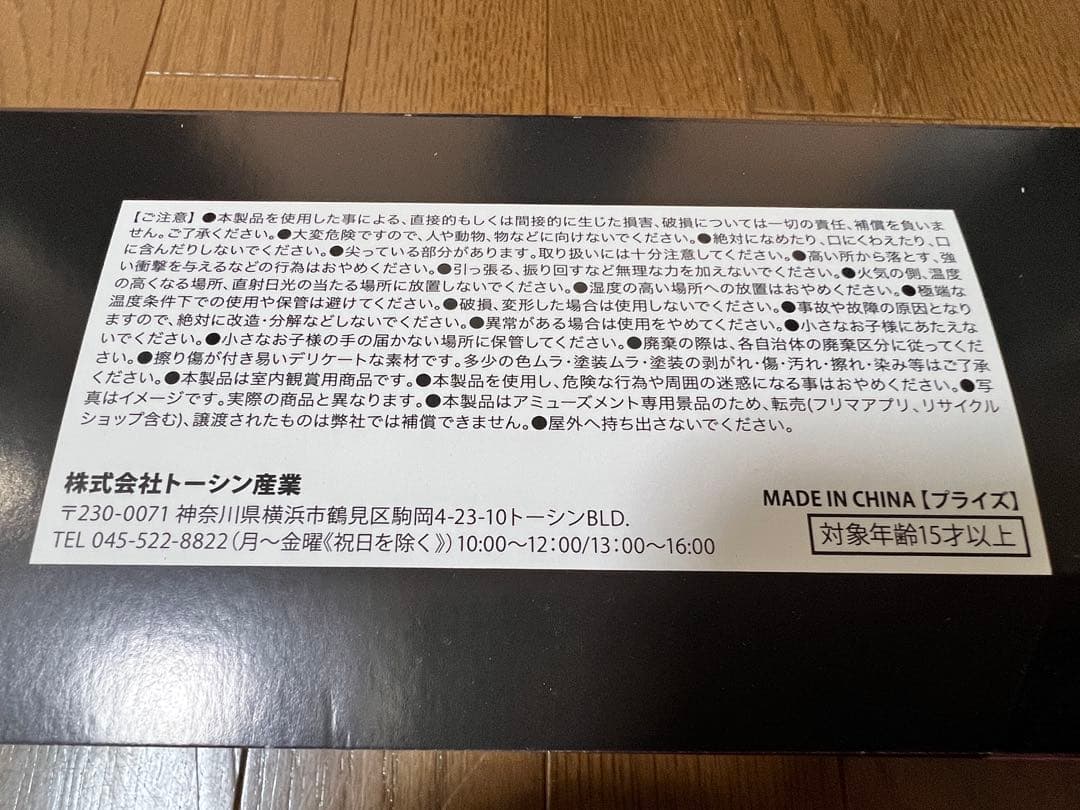 【ご注意】●本製品を使用した事による、直接的もしくは間接的に生じた損害、破損については一切の責任、補償を負いま
せん。ご了承ください。●大変危険ですので、人や動物、物などに向けないでください。●絶対になめたり、口にくわえたり、口
に含んだりしないでください。●尖っている部分があります。取り扱いには十分注意してください。●高い所から落とす、強
い衝撃を与えるなどの行為はおやめください。●引っ張る、振り回すなど無理な力を加えないでください。●火気の側、温度
の高くなる場所、直射日光の当たる場所に放置しないでください。●湿度の高い場所への放置はおやめください。●極端な
温度条件下での使用や保管は避けてください。●破損、変形した場合は使用しないでください。●事故や故障の原因となり
ますので、絶対に改造・分解などしないでください。●異常がある場合は使用をやめてください。●小さなお子様にあたえな
いでください。●小さなお子様の手の届かない場所に保管してください。●廃棄の際は、各自治体の廃棄区分に従ってくだ
さい。●擦り傷が付き易いデリケートな素材です。多少の色ムラ・塗装ムラ・塗装の剥がれ・傷・汚れ・擦れ・染み等はご了承
ください。●本製品は室内観賞用商品です。●本製品を使用し、危険な行為や周囲の迷惑になる事はおやめください。●写
真はイメージです。実際の商品と異なります。●本製品はアミューズメント専用景品のため、転売(フリマアプリ、リサイクル
ショップ含む)、譲渡されたものは弊社では補償できません。●屋外へ持ち出さないでください。
株式会社トーシン産業
〒230-0071 神奈川県横浜市鶴見区駒岡4-23-10トーシンBLD.
TEL 045-522-8822（月～金曜《祝日を除く》）10:00～12:00/13:00～16:00
MADE IN CHINA【プライズ】
対象年齢15才以上